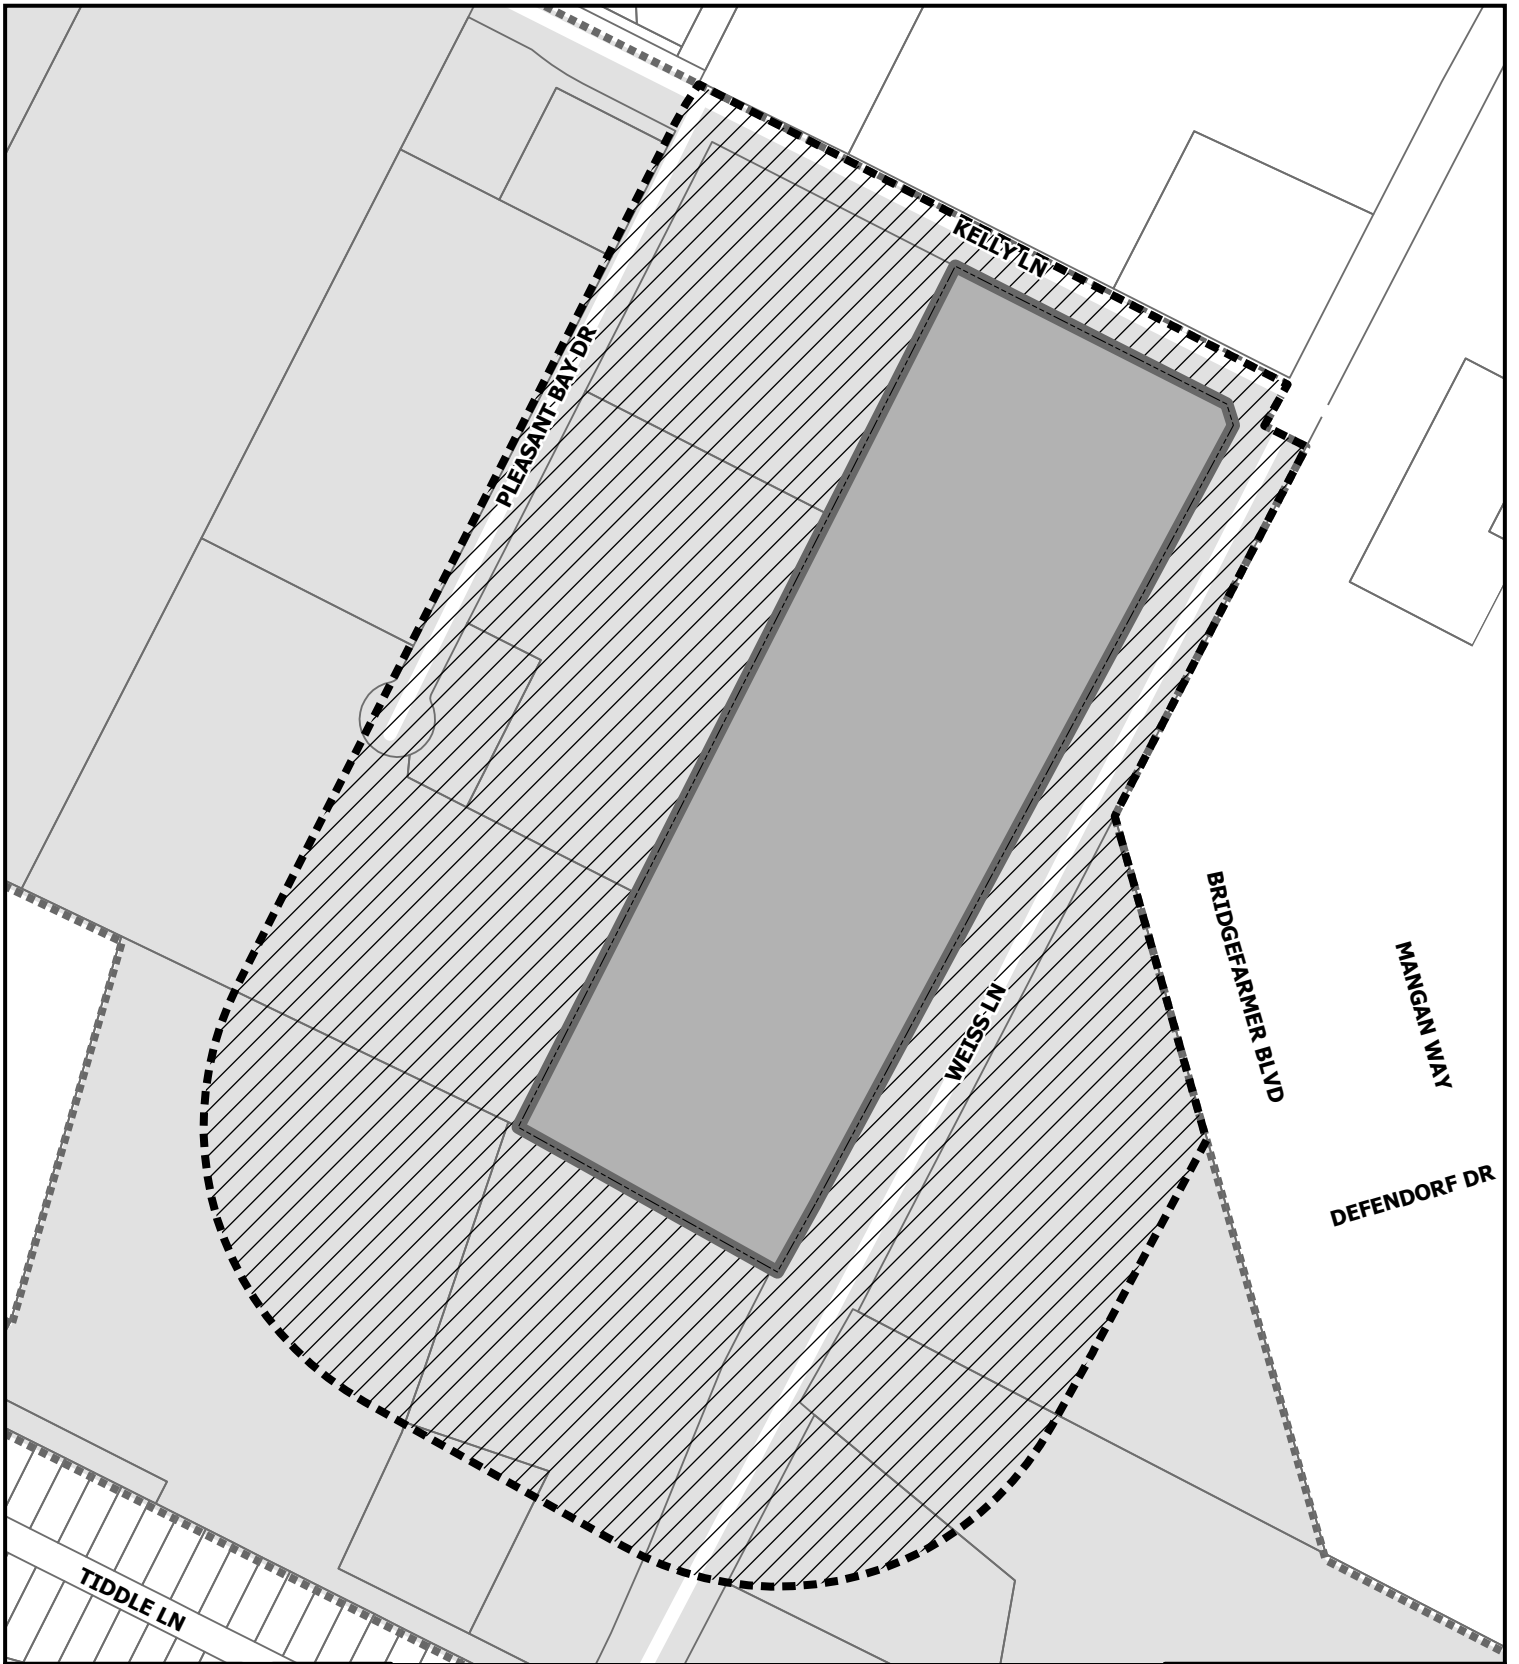 KELLY LN
PLEASANT BAY DR
BRIDGEFARMER BLVD
MANGAN WAY
WEISS LN
DEFENDORF DR
TIDDLE LN